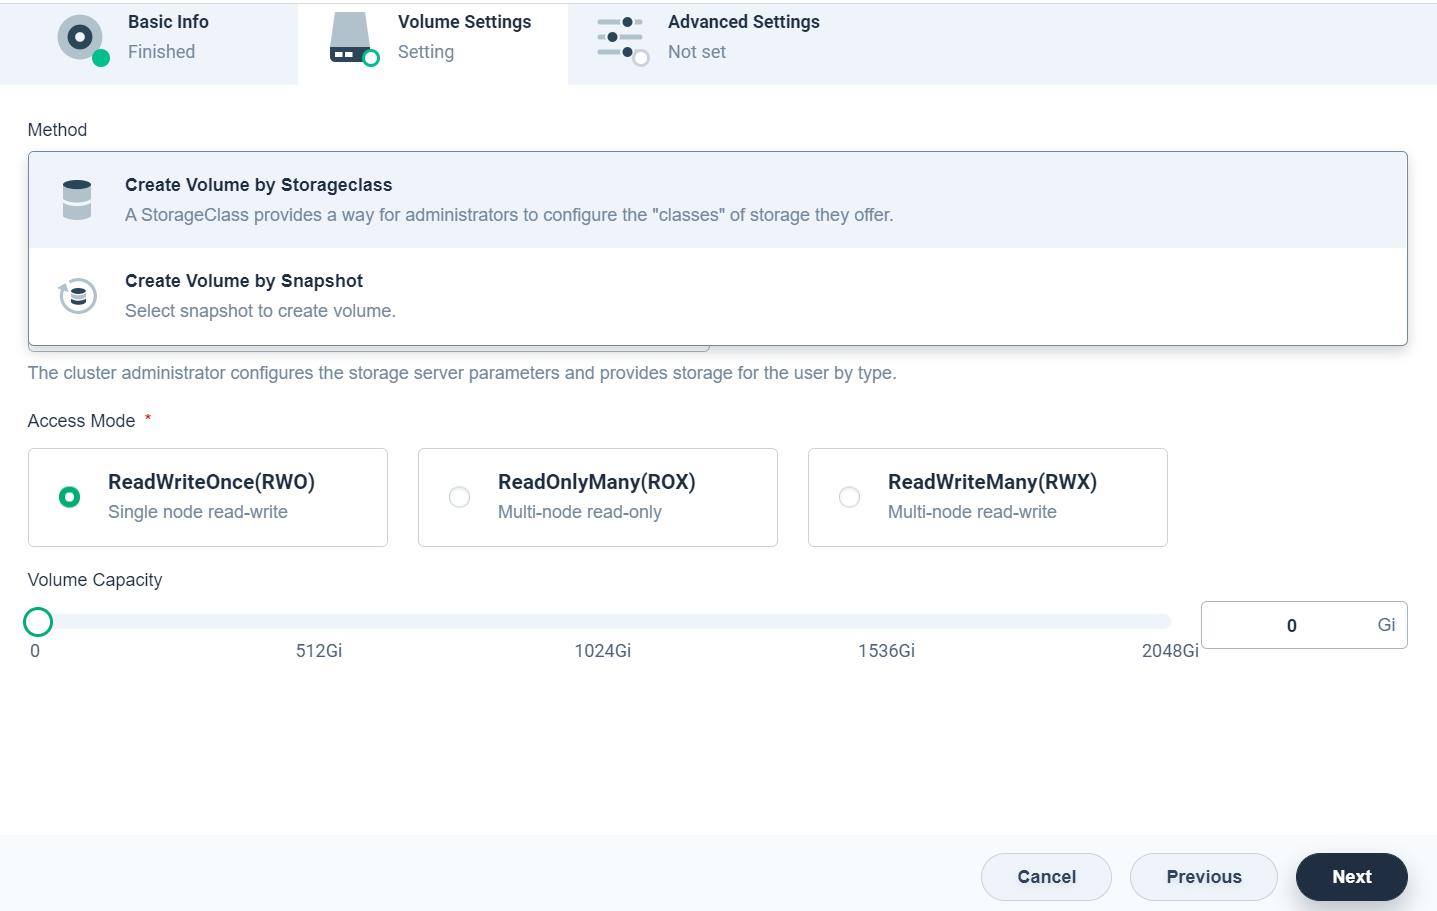 Basic Info
Finished
Volume Settings
Setting
Advanced Settings
Not set
Method
Create Volume by Storageclass
A StorageClass provides a way for administrators to configure the "classes" of storage they offer.
Create Volume by Snapshot
Select snapshot to create volume.
The cluster administrator configures the storage server parameters and provides storage for the user by type.
Access Mode *
ReadWriteOnce(RWO)
Single node read-write
ReadOnlyMany(ROX)
Multi-node read-only
ReadWriteMany(RWX)
Multi-node read-write
Volume Capacity
0 Gi
0 512Gi 1024Gi 1536Gi 2048Gi
Cancel Previous Next